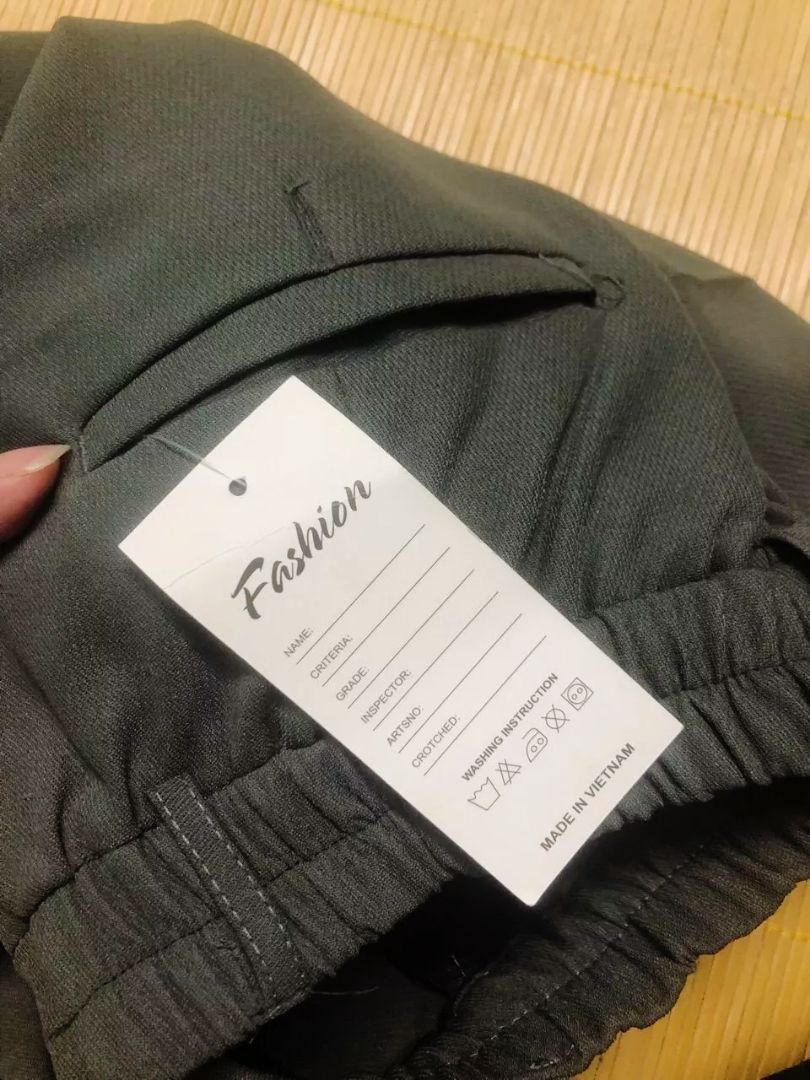 Fashion
NAME:
CRITERIA:
GRADE:
INSPECTOR:
ARTSNO:
CROTCHED:
WASHING INSTRUCTION
MADE IN VIETNAM